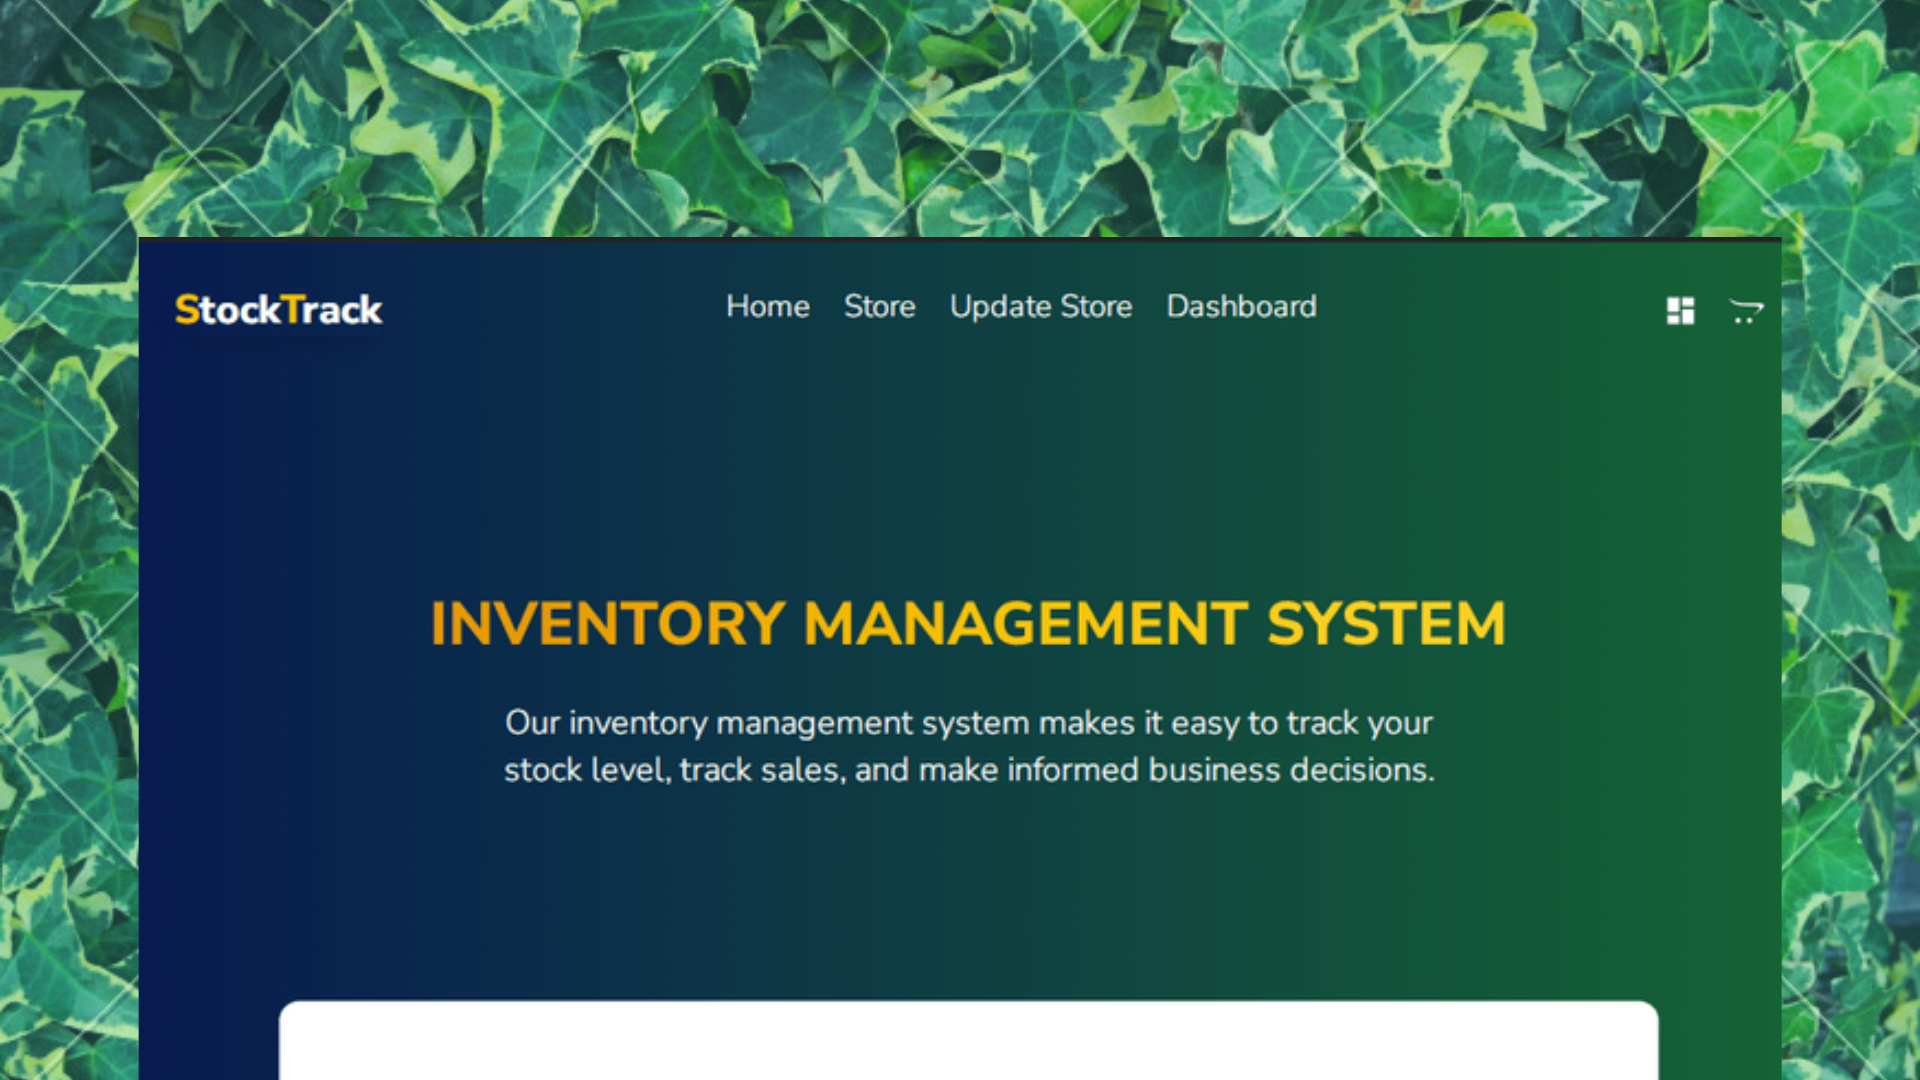 StockTrack
Home Store Update Store Dashboard
INVENTORY MANAGEMENT SYSTEM
Our inventory management system makes it easy to track your
stock level, track sales, and make informed business decisions.